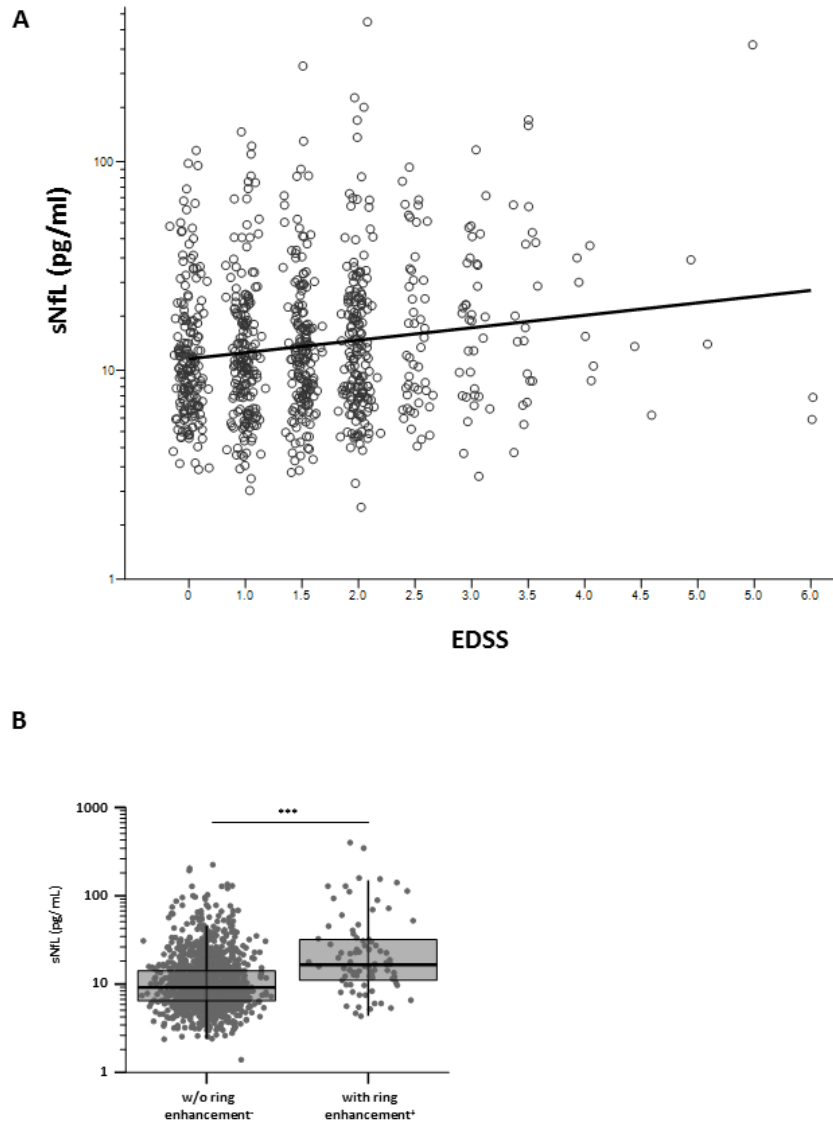 A
sNfL (pg/ml)
100
10
1
0 1.0 1.5 2.0 2.5 3.0 3.5 4.0 4.5 5.0 6.0
EDSS
B
***
sNfL (pg/mL)
1000
100
10
1
w/o ring
enhancement⁻
with ring
enhancement⁺